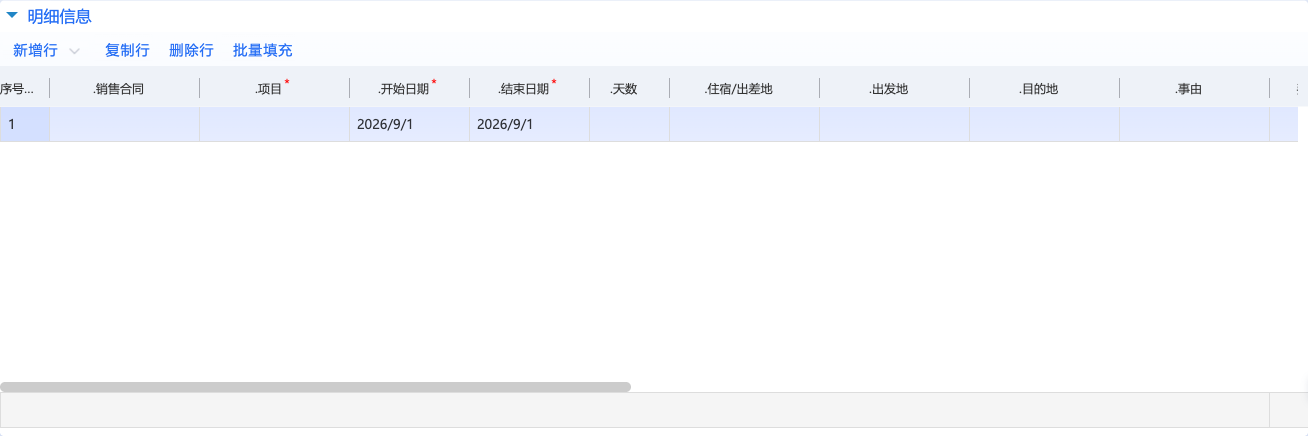 明细信息
新增行 复制行 删除行 批量填充
序号... .销售合同 .项目* .开始日期* .结束日期* .天数 .住宿/出差地 .出发地 .目的地 .事由
1 2026/9/1 2026/9/1